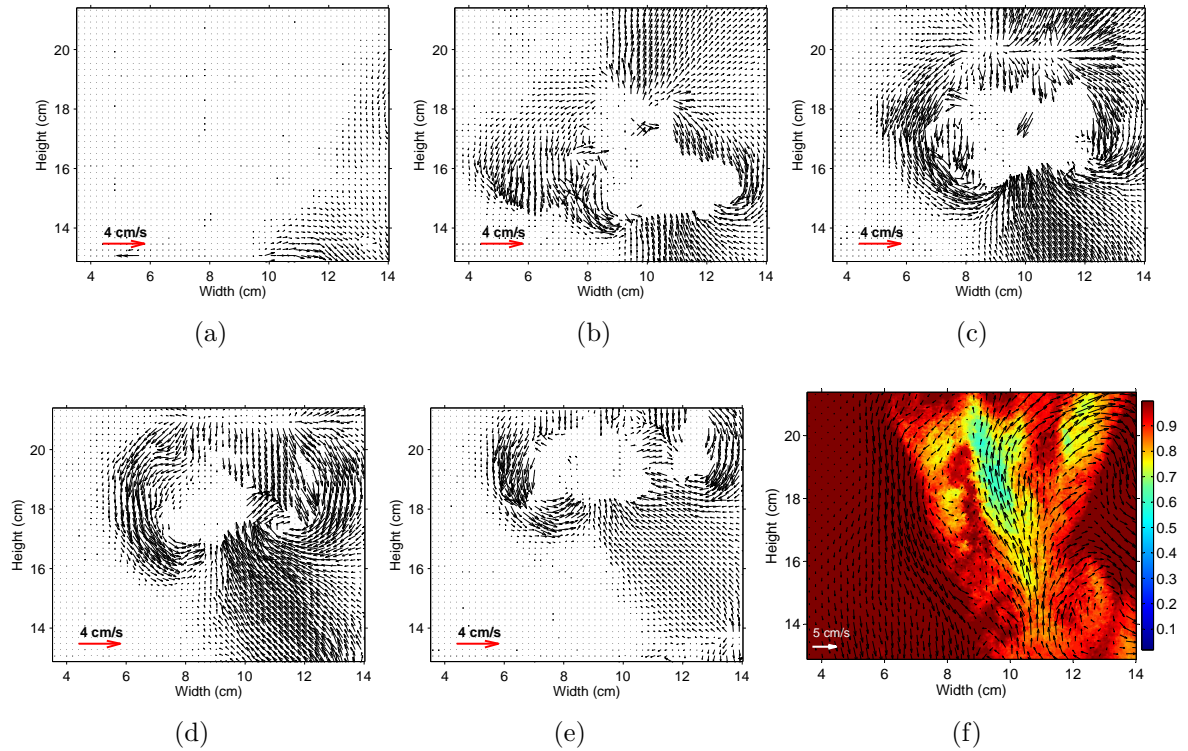 20
18
16
14
Height (cm)
4 cm/s
4 6 8 10 12 14
Width (cm)
(a)
20
18
16
14
Height (cm)
4 cm/s
4 6 8 10 12 14
Width (cm)
(b)
20
18
16
14
Height (cm)
4 cm/s
4 6 8 10 12 14
Width (cm)
(c)
20
18
16
14
Height (cm)
4 cm/s
4 6 8 10 12 14
Width (cm)
(d)
20
18
16
14
Height (cm)
4 cm/s
4 6 8 10 12 14
Width (cm)
(e)
20
18
16
14
Height (cm)
5 cm/s
4 6 8 10 12 14
Width (cm)
0.9
0.8
0.7
0.6
0.5
0.4
0.3
0.2
0.1
(f)